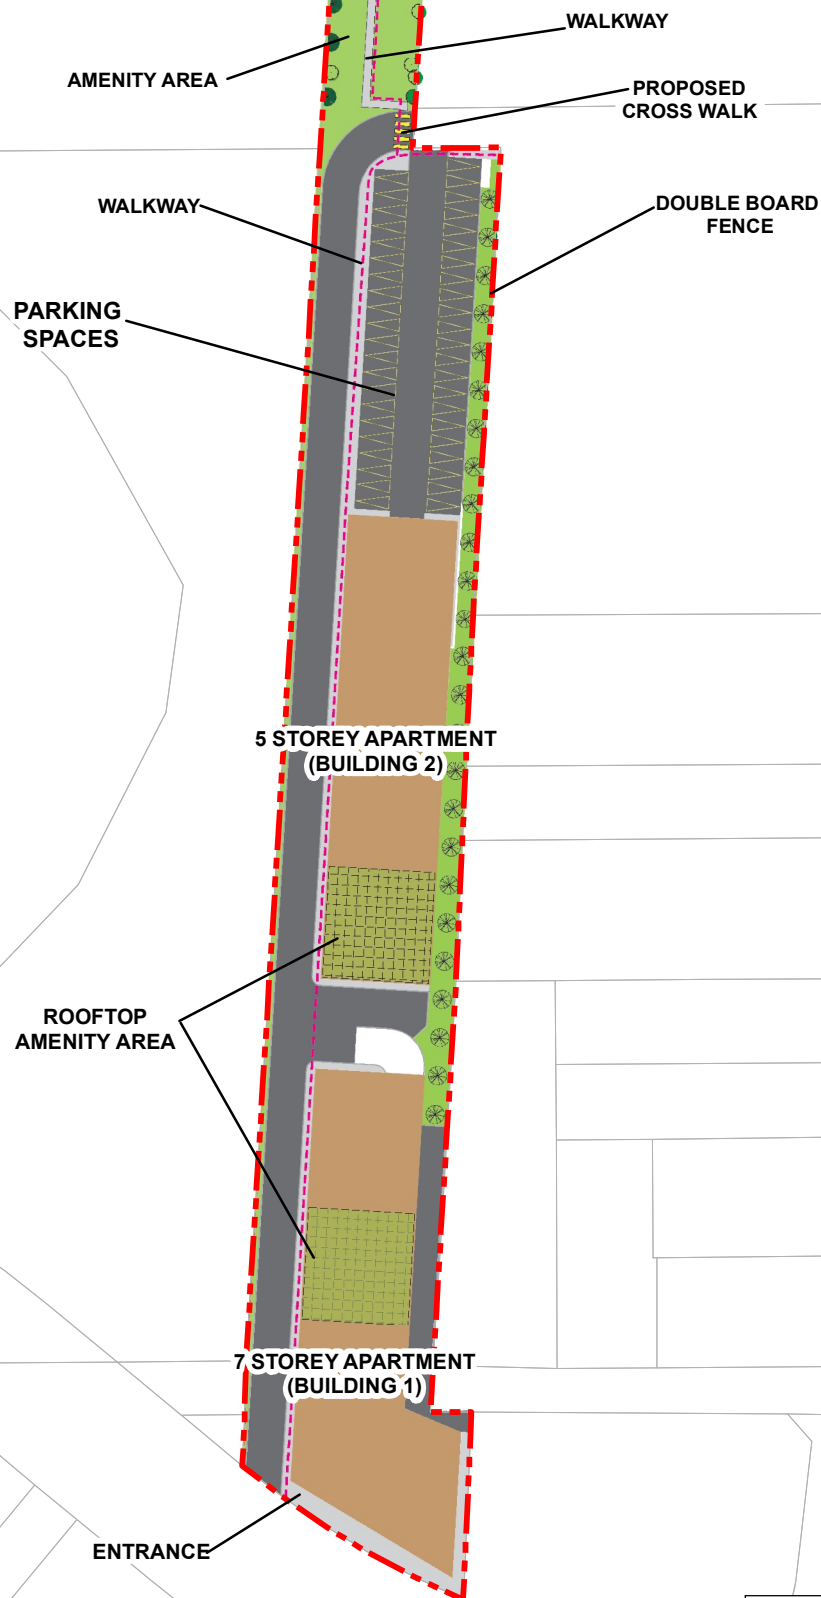 WALKWAY
AMENITY AREA
PROPOSED
CROSS WALK
WALKWAY
DOUBLE BOARD
FENCE
PARKING
SPACES
5 STOREY APARTMENT
(BUILDING 2)
ROOFTOP
AMENITY AREA
7 STOREY APARTMENT
(BUILDING 1)
ENTRANCE